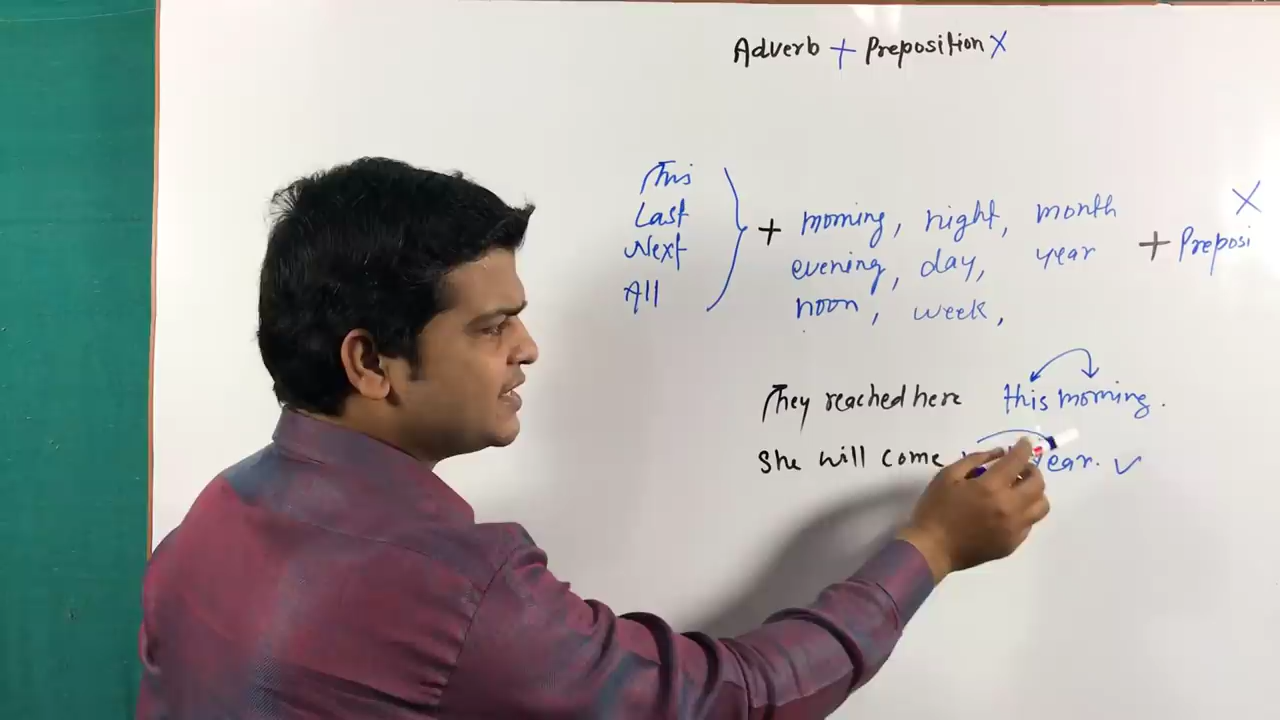 Adverb + Preposition X
This
Last
Next
All
+ morning, night, month
evening, day, year
noon, week,
+ Preposi X
They reached here this morning.
She will come year. ✓